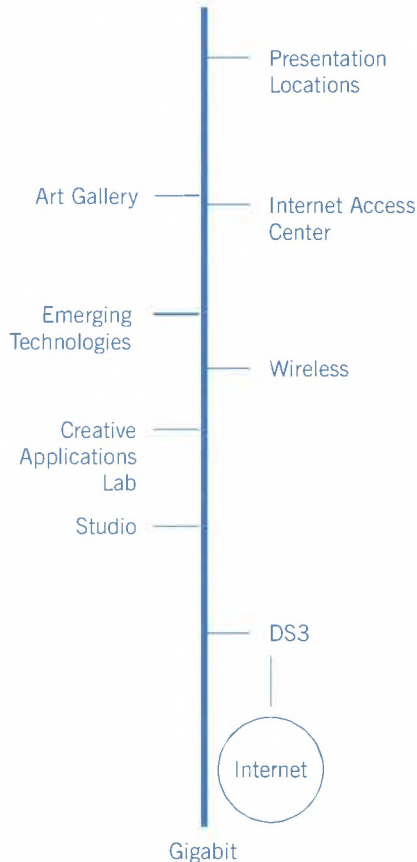 Presentation
Locations
Art Gallery
Internet Access
Center
Emerging
Technologies
Wireless
Creative
Applications
Lab
Studio
DS3
Internet
Gigabit